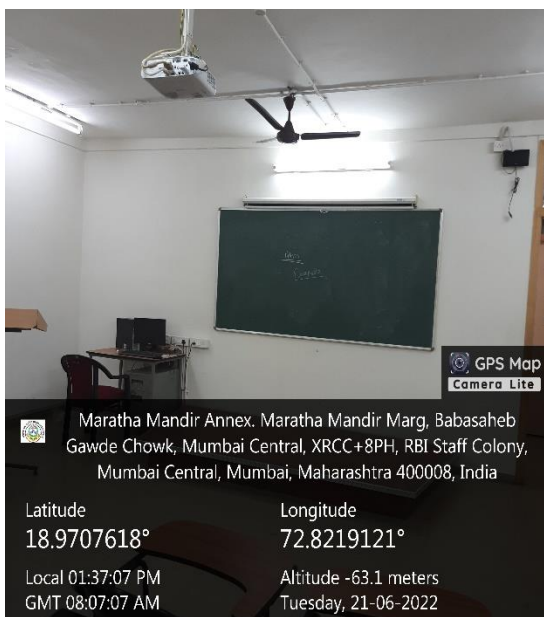 GPS Map
Camera Lite
Maratha Mandir Annex. Maratha Mandir Marg, Babasaheb
Gawde Chowk, Mumbai Central, XRCC+8PH, RBI Staff Colony,
Mumbai Central, Mumbai, Maharashtra 400008, India
Latitude
18.9707618°
Longitude
72.8219121°
Local 01:37:07 PM
GMT 08:07:07 AM
Altitude -63.1 meters
Tuesday, 21-06-2022